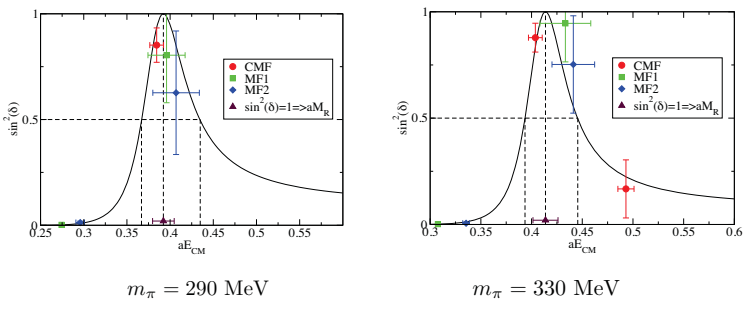 1
0.5
0
sin²(δ)
0.25 0.3 0.35 0.4 0.45 0.5 0.55
aE_CM
CMF
MF1
MF2
sin²(δ)=1=>aM_R
m_π = 290 MeV
1
0.5
0
sin²(δ)
0.3 0.35 0.4 0.45 0.5 0.55 0.6
aE_CM
CMF
MF1
MF2
sin²(δ)=1=>aM_R
m_π = 330 MeV